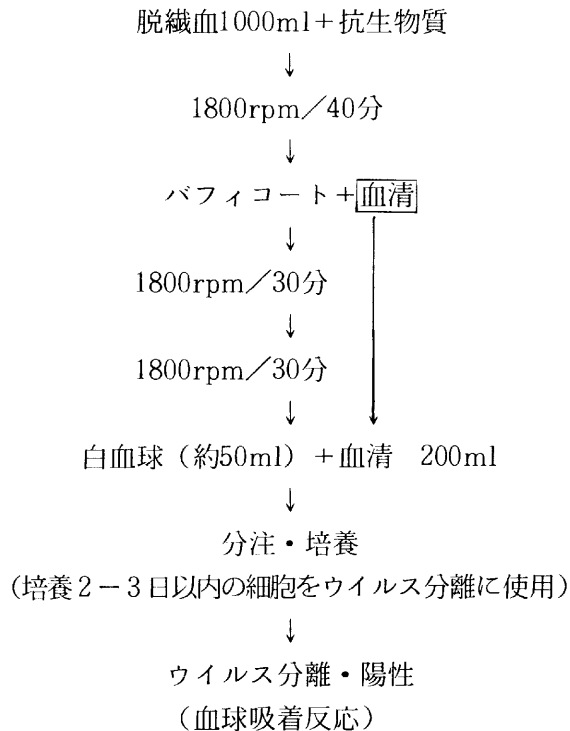 脱繊血1000ml＋抗生物質
↓
1800rpm／40分
↓
バフィコート＋血清
↓
1800rpm／30分
↓
1800rpm／30分
↓
白血球（約50ml）＋血清　200ml
↓
分注・培養
（培養２－３日以内の細胞をウイルス分離に使用）
↓
ウイルス分離・陽性
（血球吸着反応）